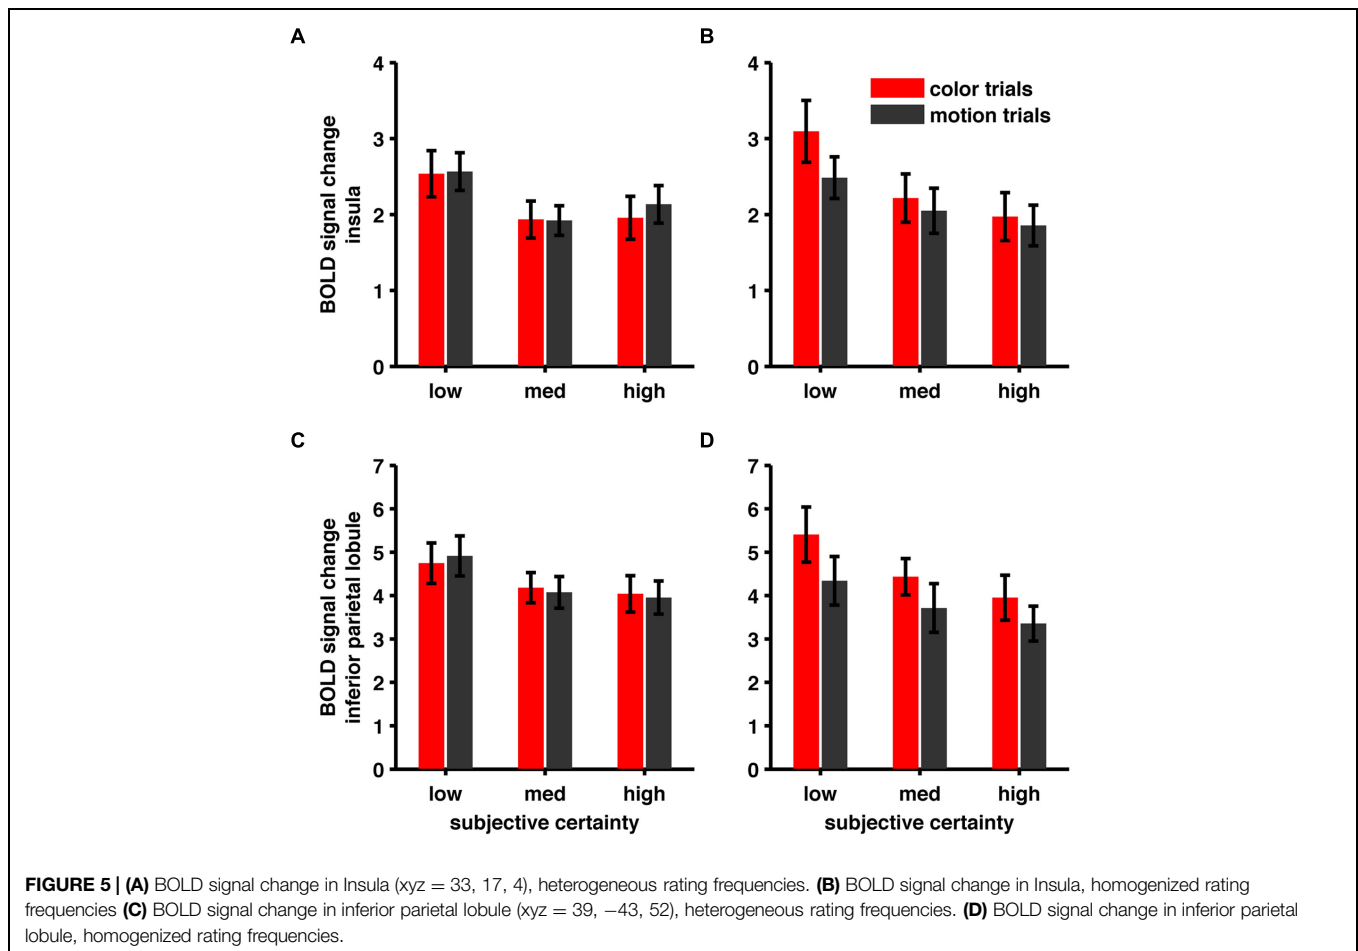 A
B
4
3
2
1
0
BOLD signal change
insula
low med high
4
3
2
1
0
color trials
motion trials
low med high
C
D
7
6
5
4
3
2
1
0
BOLD signal change
inferior parietal lobule
low med high
subjective certainty
7
6
5
4
3
2
1
0
low med high
subjective certainty
FIGURE 5 | (A) BOLD signal change in Insula (xyz = 33, 17, 4), heterogeneous rating frequencies. (B) BOLD signal change in Insula, homogenized rating
frequencies (C) BOLD signal change in inferior parietal lobule (xyz = 39, −43, 52), heterogeneous rating frequencies. (D) BOLD signal change in inferior parietal
lobule, homogenized rating frequencies.